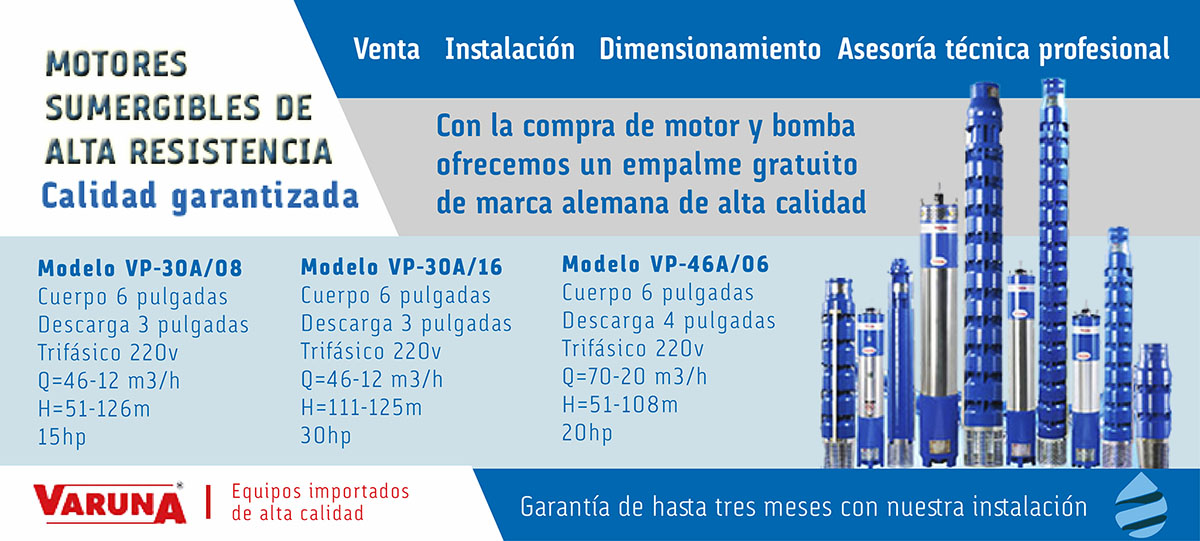 MOTORES
SUMERGIBLES DE
ALTA RESISTENCIA
Calidad garantizada
Venta Instalación Dimensionamiento Asesoría técnica profesional
Con la compra de motor y bomba
ofrecemos un empalme gratuito
de marca alemana de alta calidad
Modelo VP-30A/08
Cuerpo 6 pulgadas
Descarga 3 pulgadas
Trifásico 220v
Q=46-12 m3/h
H=51-126m
15hp
Modelo VP-30A/16
Cuerpo 6 pulgadas
Descarga 3 pulgadas
Trifásico 220v
Q=46-12 m3/h
H=111-125m
30hp
Modelo VP-46A/06
Cuerpo 6 pulgadas
Descarga 4 pulgadas
Trifásico 220v
Q=70-20 m3/h
H=51-108m
20hp
VARUNA
Equipos importados
de alta calidad
Garantía de hasta tres meses con nuestra instalación